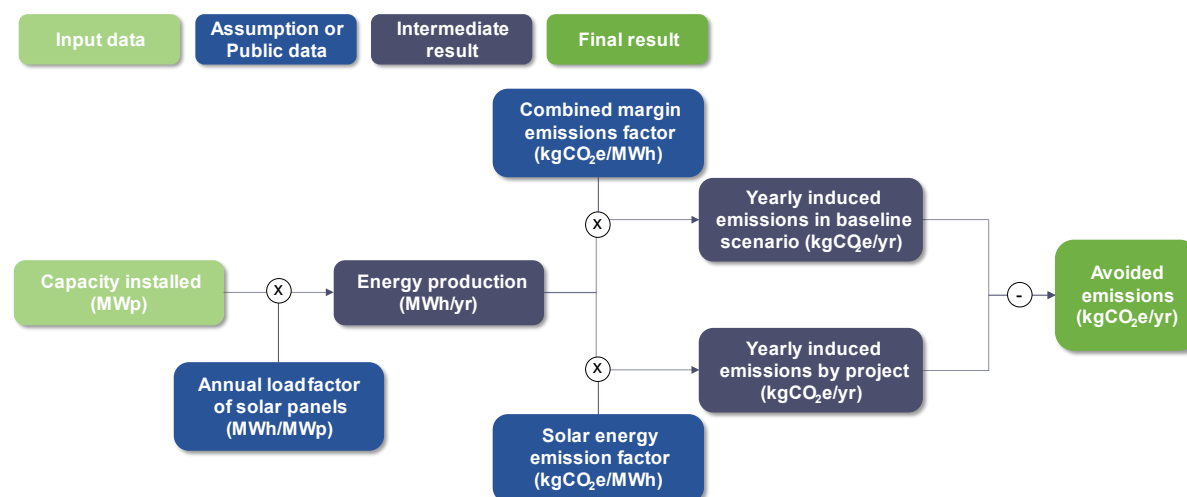 Input data
Assumption or
Public data
Intermediate
result
Final result
Combined margin
emissions factor
(kgCO₂e/MWh)
X
Yearly induced
emissions in baseline
scenario (kgCO₂e/yr)
Capacity installed
(MWp)
X
Energy production
(MWh/yr)
-
Avoided
emissions
(kgCO₂e/yr)
Annual load factor
of solar panels
(MWh/MWp)
X
Yearly induced
emissions by project
(kgCO₂e/yr)
Solar energy
emission factor
(kgCO₂e/MWh)